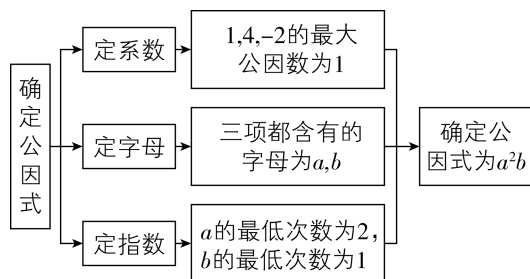 确定公因式
定系数
1,4,-2的最大
公因数为1
定字母
三项都含有的
字母为a,b
定指数
a的最低次数为2,
b的最低次数为1
确定公
因式为a²b